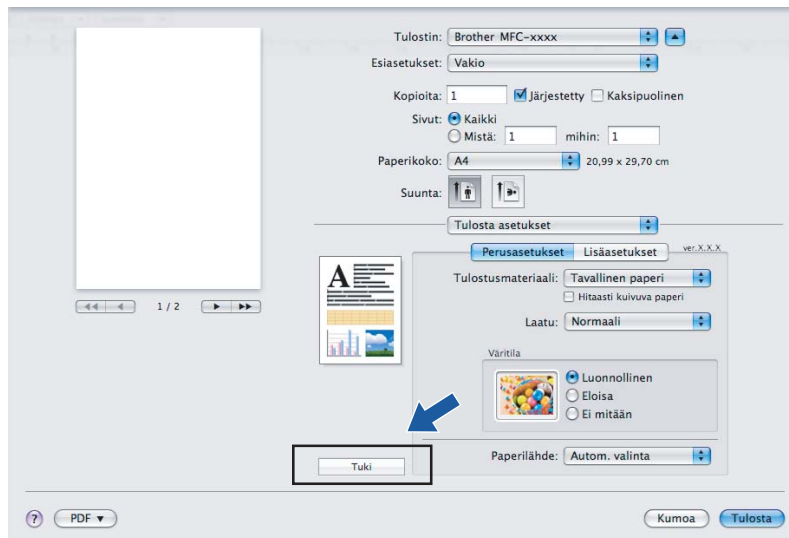 Tulostin: Brother MFC-xxxx
Esiasetukset: Vakio
Kopioita: 1 Järjestetty Kaksipuolinen
Sivut: Kaikki
Mistä: 1 mihin: 1
Paperikoko: A4 20,99 x 29,70 cm
Suunta:
Tulosta asetukset
Perusasetukset Lisäasetukset ver.X.X.X
Tulostusmateriaali: Tavallinen paperi
Hitaasti kuivuva paperi
Laatu: Normaali
Väritila
Luonnollinen
Eloisa
Ei mitään
Paperilähde: Autom. valinta
1 / 2
A
Tuki
? PDF ▼ Kumoa Tulosta